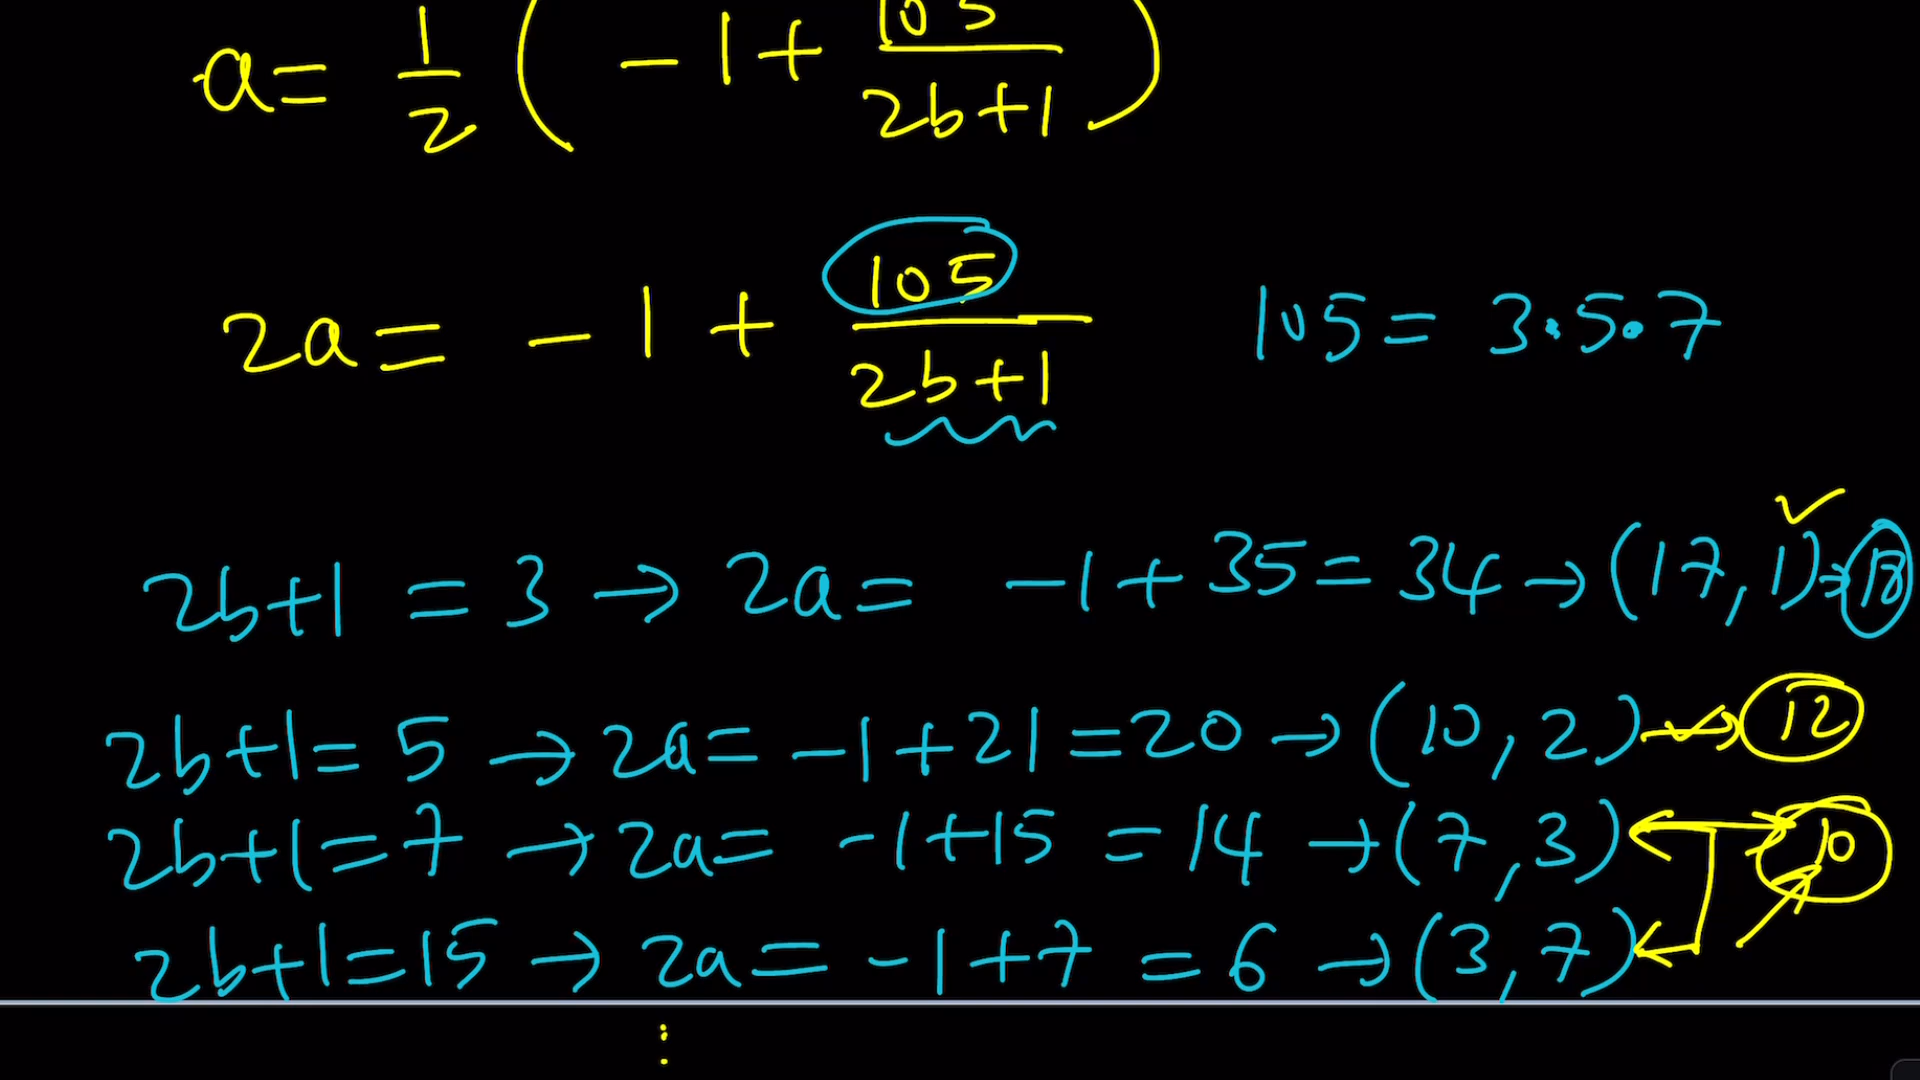 a = 1/2 ( -1 + 105/(2b+1) )
2a = -1 + 105/(2b+1) 105 = 3·5·7
2b+1 = 3 → 2a = -1+35 = 34 → (17, 1) → 18 ✓
2b+1 = 5 → 2a = -1+21 = 20 → (10, 2) → 12
2b+1 = 7 → 2a = -1+15 = 14 → (7, 3) ↔ 10
2b+1 = 15 → 2a = -1+7 = 6 → (3, 7)
⋮